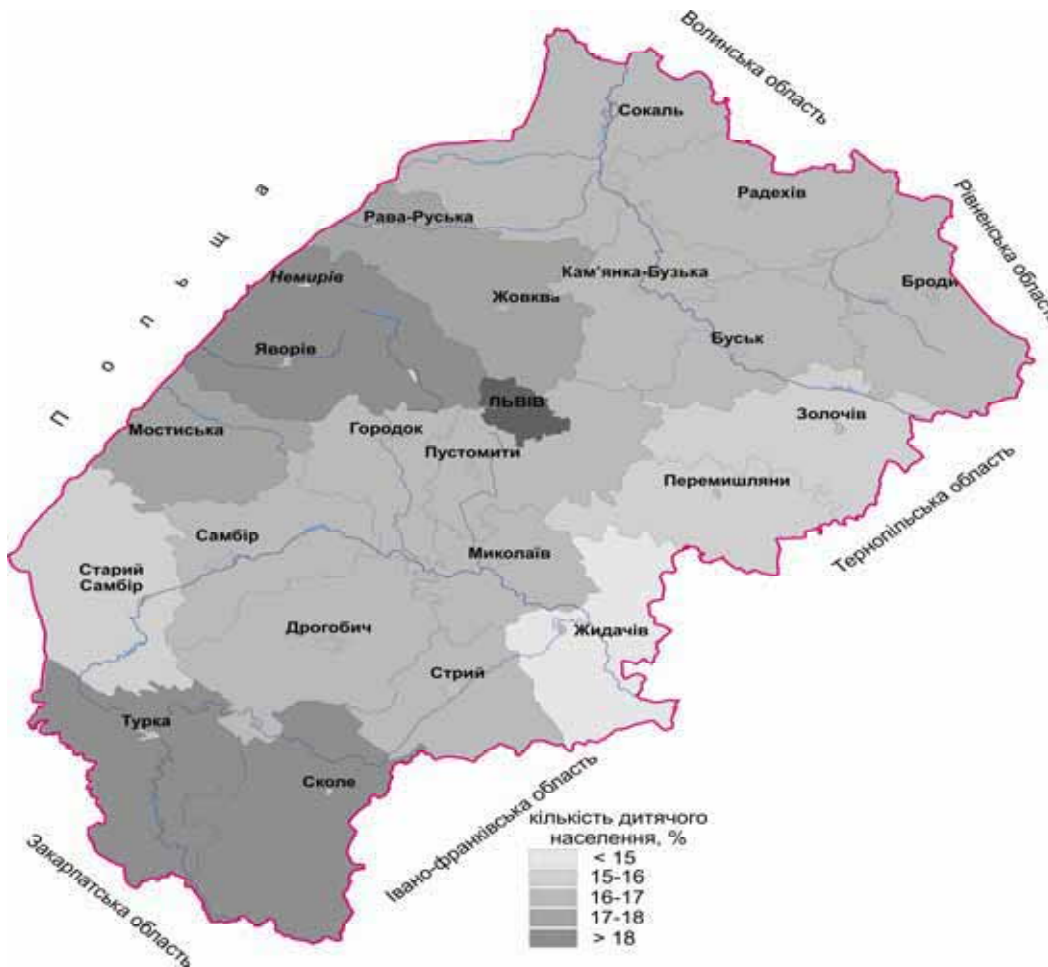 Волинська область
Сокаль
Радехів
Рівненська область
Польща
Рава-Руська
Немирів
Кам'янка-Бузька
Броди
Жовква
Буськ
Яворів
ЛЬВІВ
Золочів
Мостиська
Городок
Пустомити
Перемишляни
Тернопільська область
Самбір
Миколаїв
Старий
Самбір
Дрогобич
Жидачів
Стрий
Турка
Сколе
Івано-франківська область
Закарпатська область
кількість дитячого
населення, %
< 15
15-16
16-17
17-18
> 18